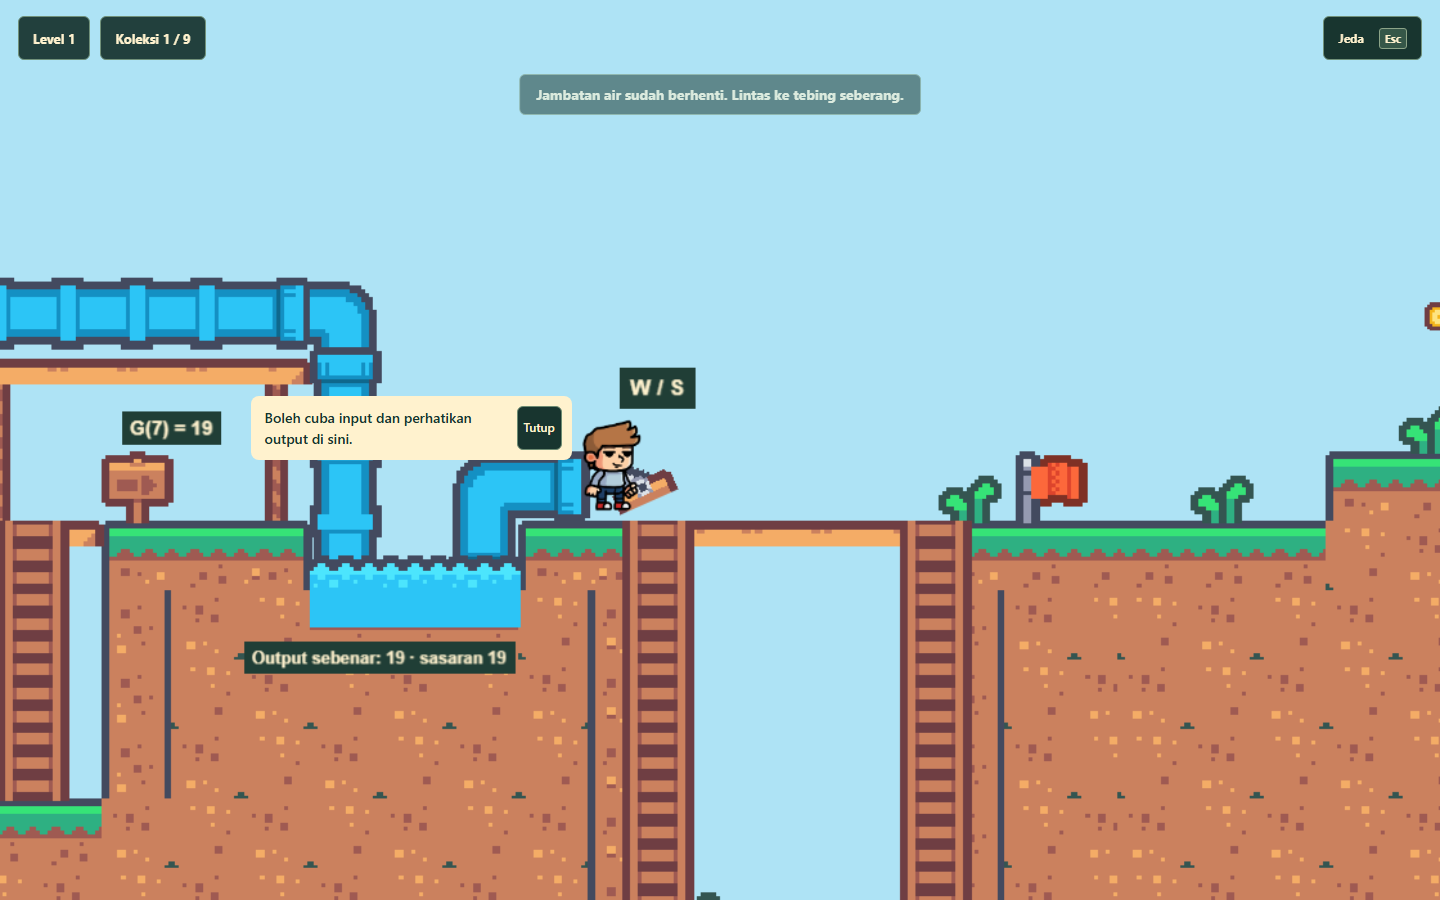 Level 1
Koleksi 1 / 9
Jeda Esc
Jambatan air sudah berhenti. Lintas ke tebing seberang.
W / S
G(7) = 19
Boleh cuba input dan perhatikan
output di sini.
Tutup
Output sebenar: 19 · sasaran 19